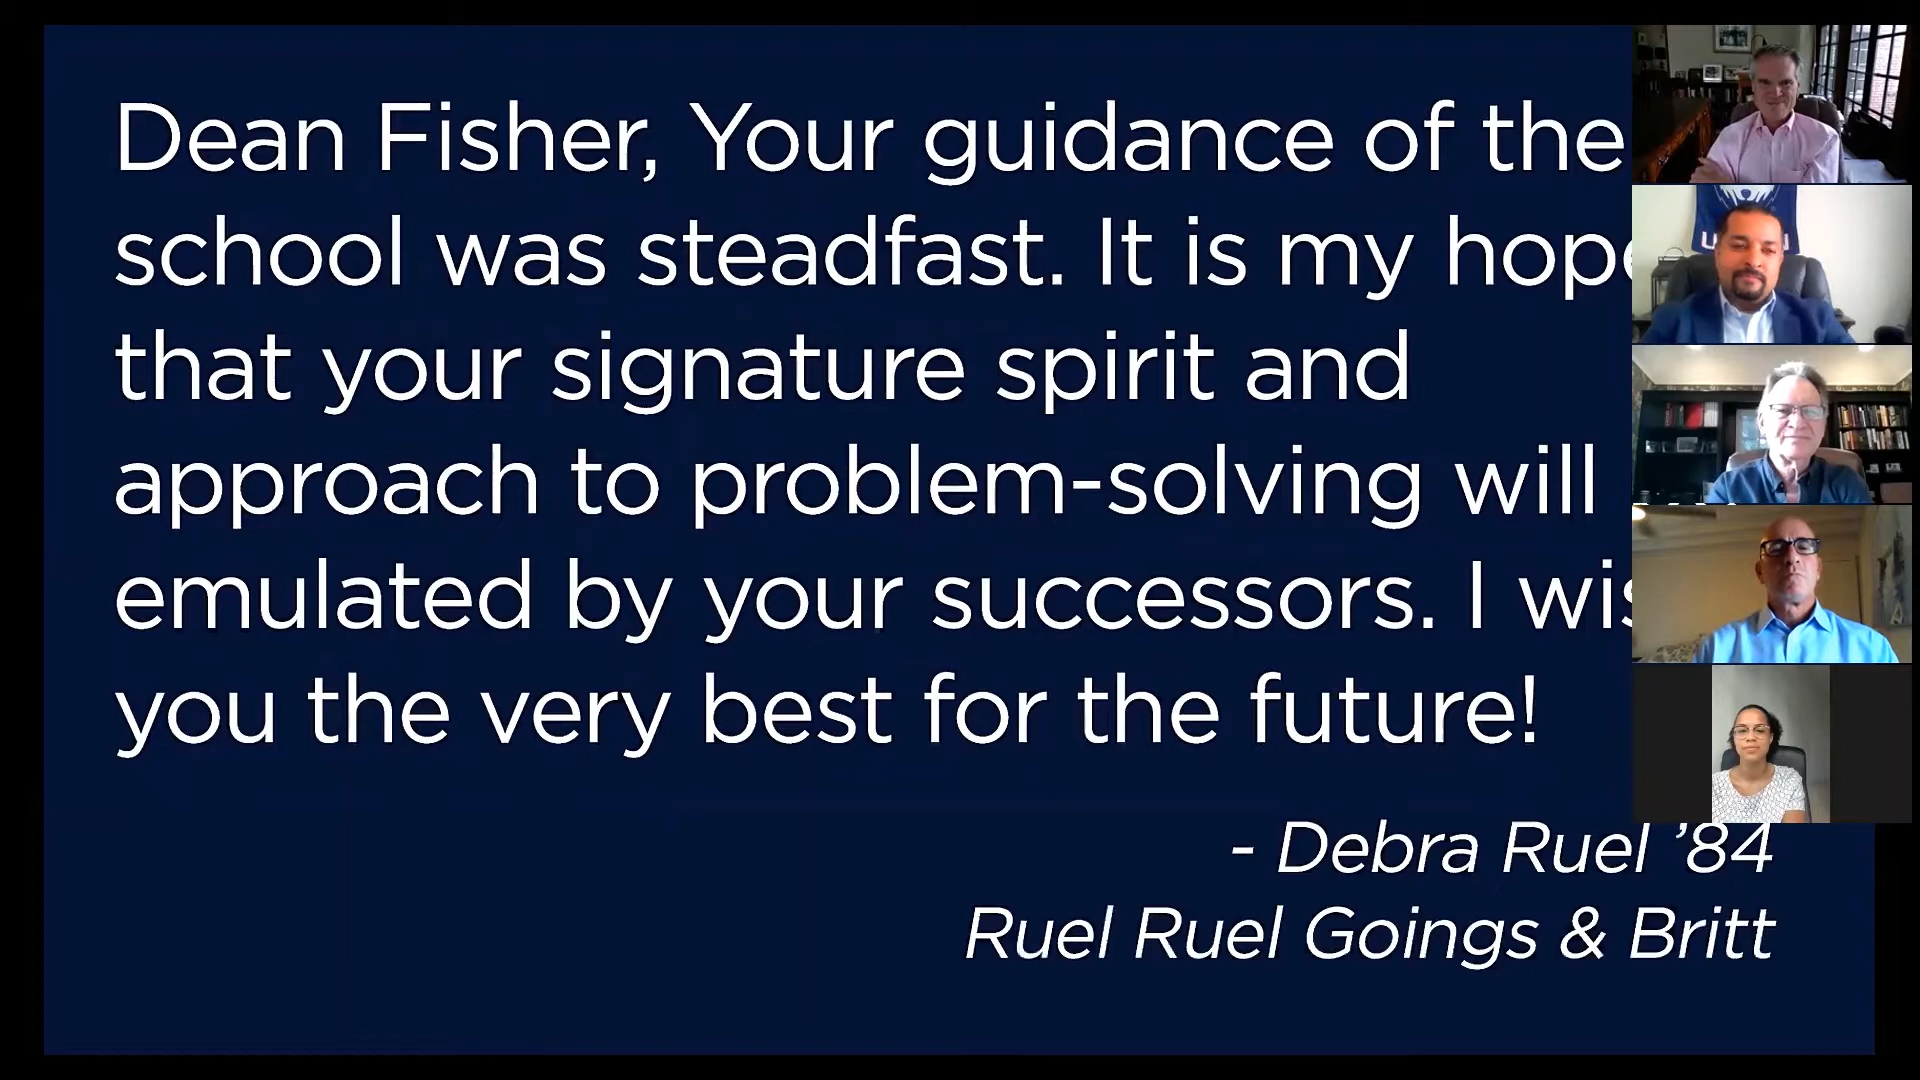 Dean Fisher, Your guidance of the
school was steadfast. It is my hope
that your signature spirit and
approach to problem-solving will
emulated by your successors. I
you the very best for the future!
- Debra Ruel ’84
Ruel Ruel Goings & Britt